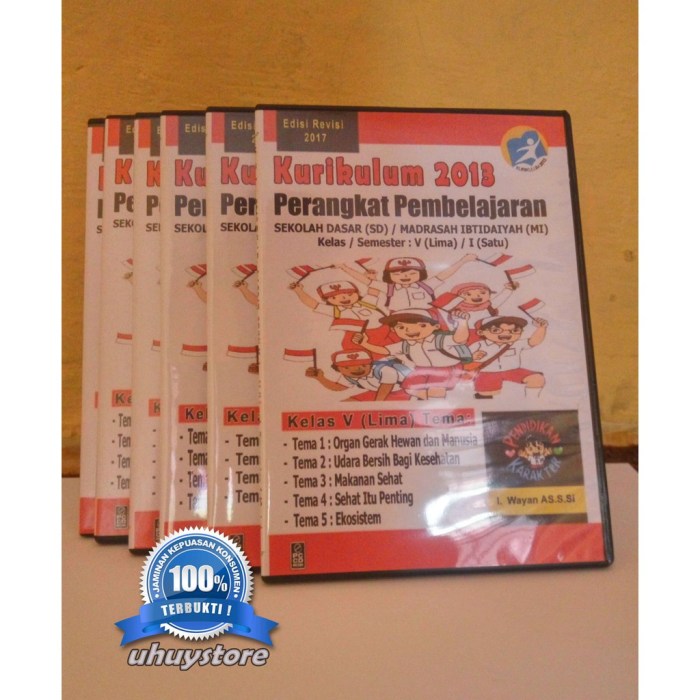 Edisi Revisi
2017
Kurikulum 2013
Perangkat Pembelajaran
SEKOLAH DASAR (SD) / MADRASAH IBTIDAIYAH (MI)
Kelas / Semester : V (Lima) / I (Satu)
Kelas V (Lima) Tema
- Tema 1 : Organ Gerak Hewan dan Manusia
- Tema 2 : Udara Bersih Bagi Kesehatan
- Tema 3 : Makanan Sehat
- Tema 4 : Sehat Itu Penting
- Tema 5 : Ekosistem
PENDIDIKAN
KARAKTER
I. Wayan AS.S.Si
JAMINAN KEPUASAN KONSUMEN
100%
TERBUKTI !
uhuystore